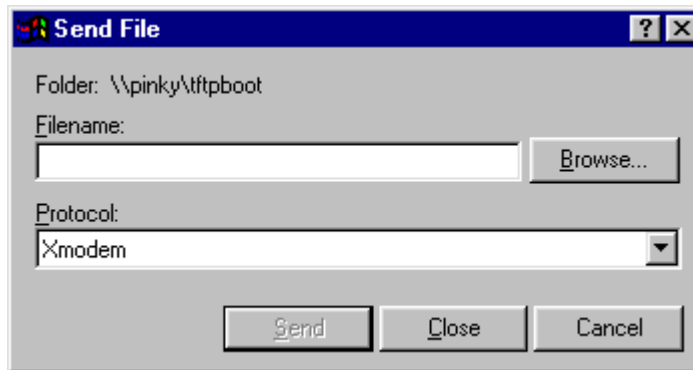 Send File
Folder: \\pinky\tftpboot
Filename:
Browse...
Protocol:
Xmodem
Send Close Cancel